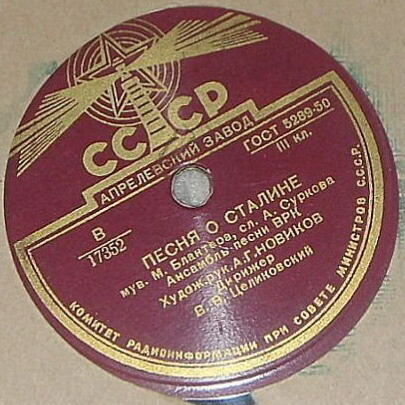 СССР
АПРЕЛЕВСКИЙ ЗАВОД
ГОСТ 5289-50
III кл.
В
17352
ПЕСНЯ О СТАЛИНЕ
муз. М. Блантера, сл. А. Суркова
Ансамбль песни ВРК
Худож.рук. А.Г.НОВИКОВ
Дирижер
В. В. Целиковский
КОМИТЕТ РАДИОИНФОРМАЦИИ ПРИ СОВЕТЕ МИНИСТРОВ С.С.С.Р.